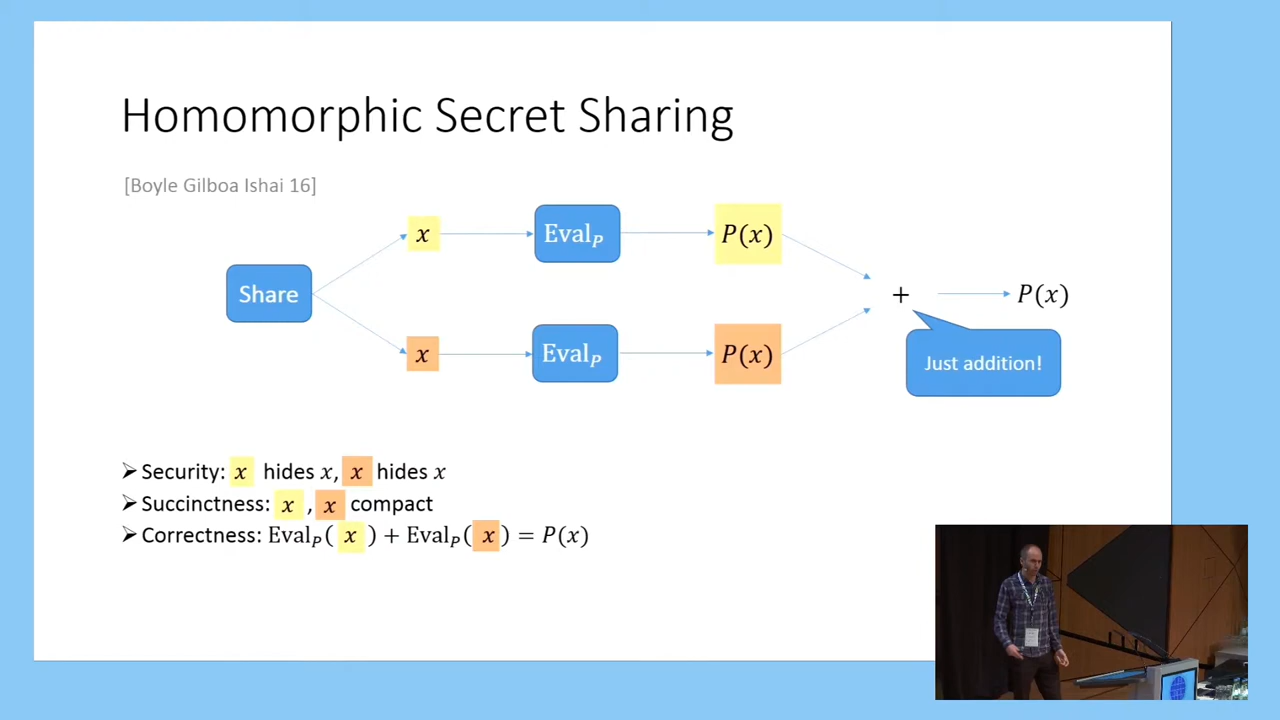 Homomorphic Secret Sharing
[Boyle Gilboa Ishai 16]
x Eval_P P(x)
Share + P(x)
x Eval_P P(x)
Just addition!
➢ Security: x hides x, x hides x
➢ Succinctness: x , x compact
➢ Correctness: Eval_P( x ) + Eval_P( x ) = P(x)